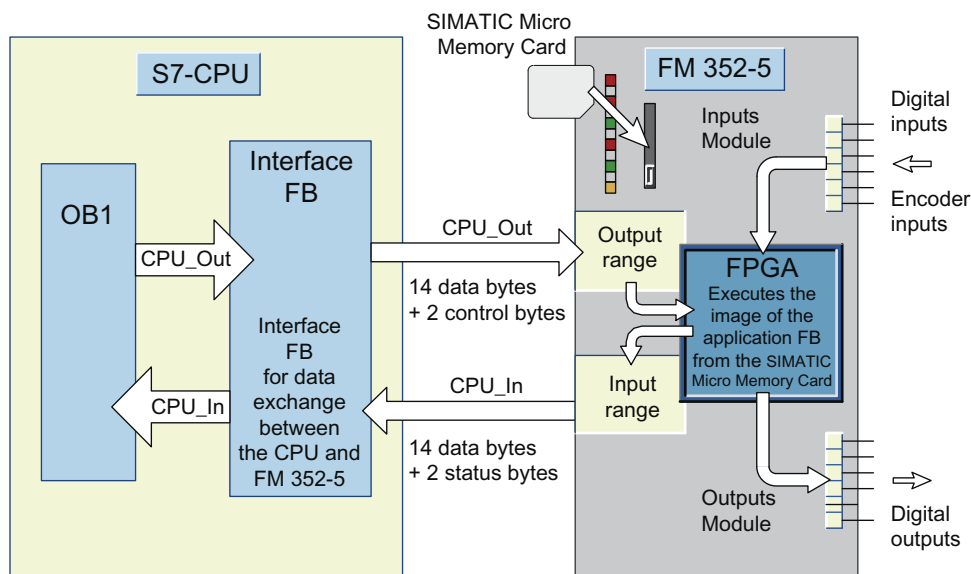 SIMATIC Micro
Memory Card
S7-CPU
OB1
CPU_Out
CPU_In
Interface
FB
Interface
FB
for data
exchange
between
the CPU and
FM 352-5
CPU_Out
14 data bytes
+ 2 control bytes
CPU_In
14 data bytes
+ 2 status bytes
FM 352-5
Inputs
Module
Digital
inputs
Encoder
inputs
Output
range
FPGA
Executes the
image of the
application FB
from the SIMATIC
Micro Memory Card
Input
range
Outputs
Module
Digital
outputs